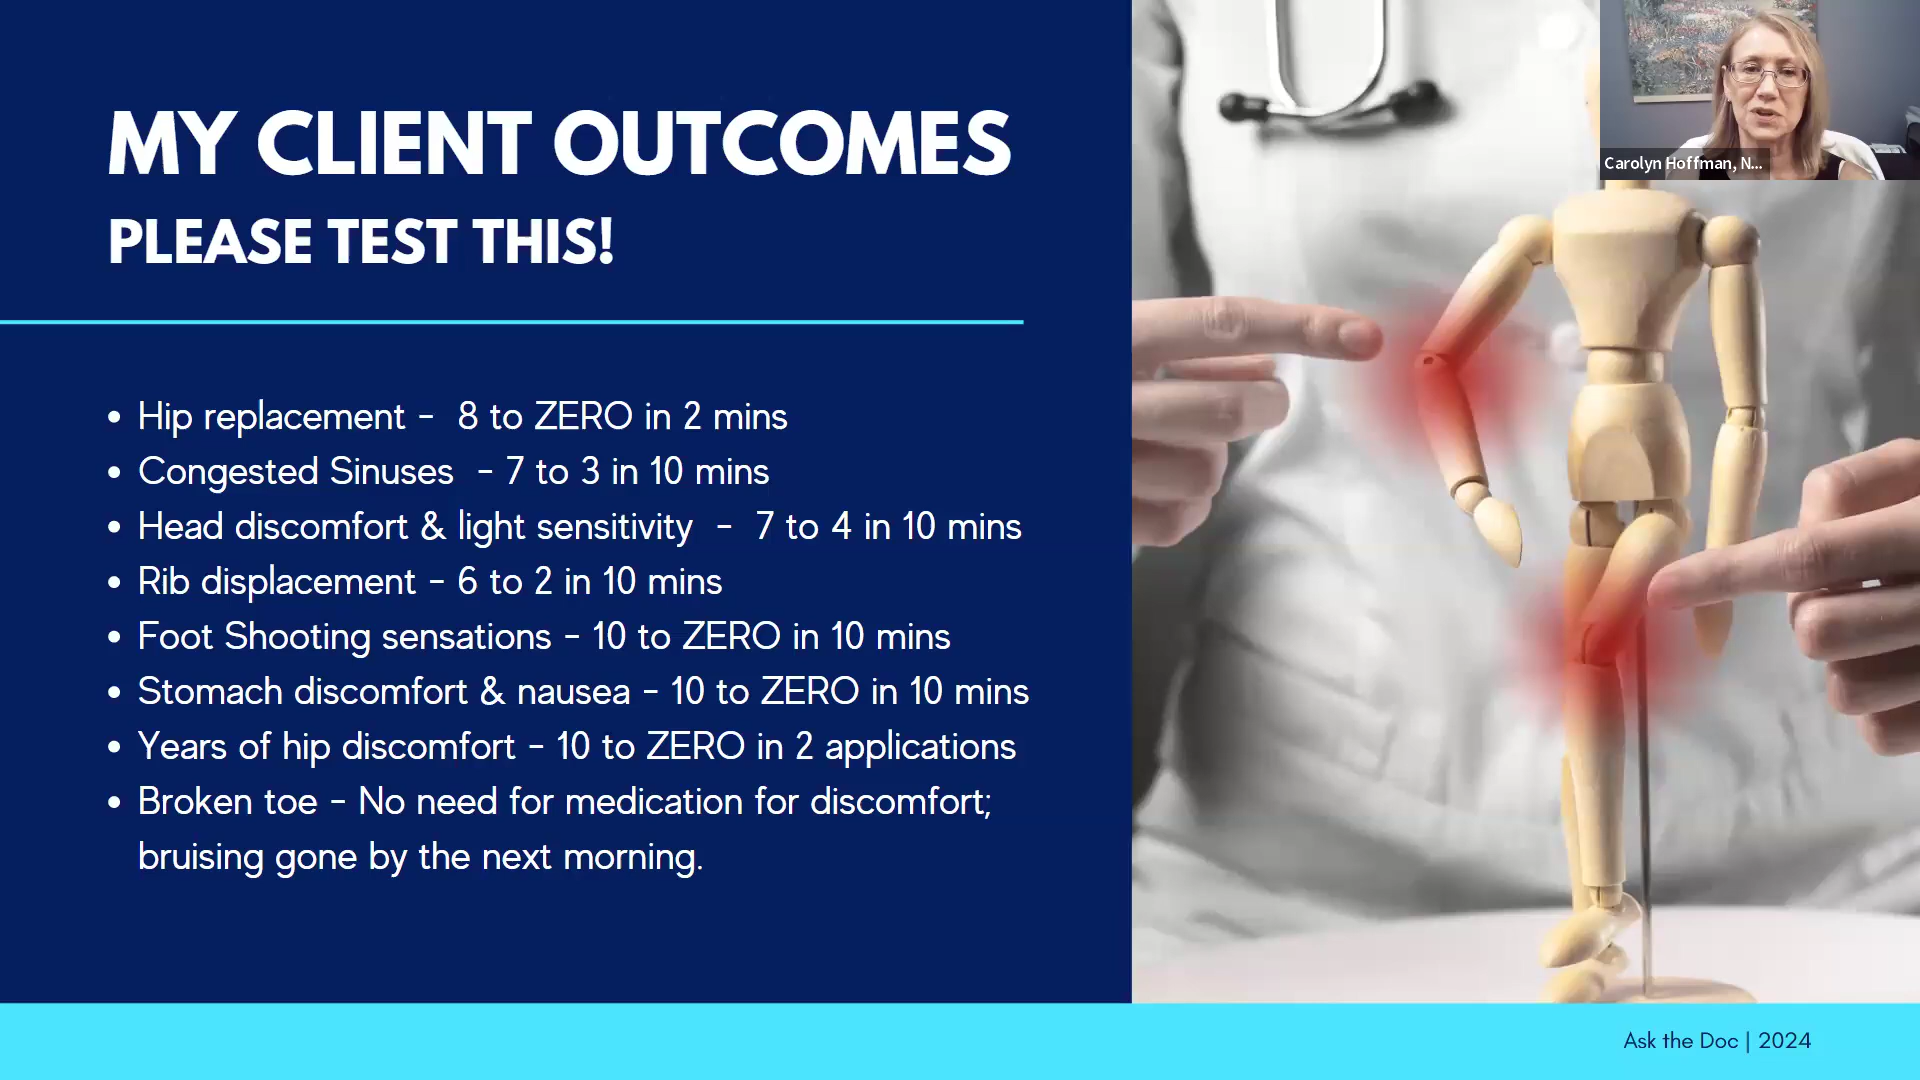 MY CLIENT OUTCOMES
PLEASE TEST THIS!
Carolyn Hoffman, N...
• Hip replacement - 8 to ZERO in 2 mins
• Congested Sinuses - 7 to 3 in 10 mins
• Head discomfort & light sensitivity - 7 to 4 in 10 mins
• Rib displacement - 6 to 2 in 10 mins
• Foot Shooting sensations - 10 to ZERO in 10 mins
• Stomach discomfort & nausea - 10 to ZERO in 10 mins
• Years of hip discomfort - 10 to ZERO in 2 applications
• Broken toe - No need for medication for discomfort;
bruising gone by the next morning.
Ask the Doc | 2024